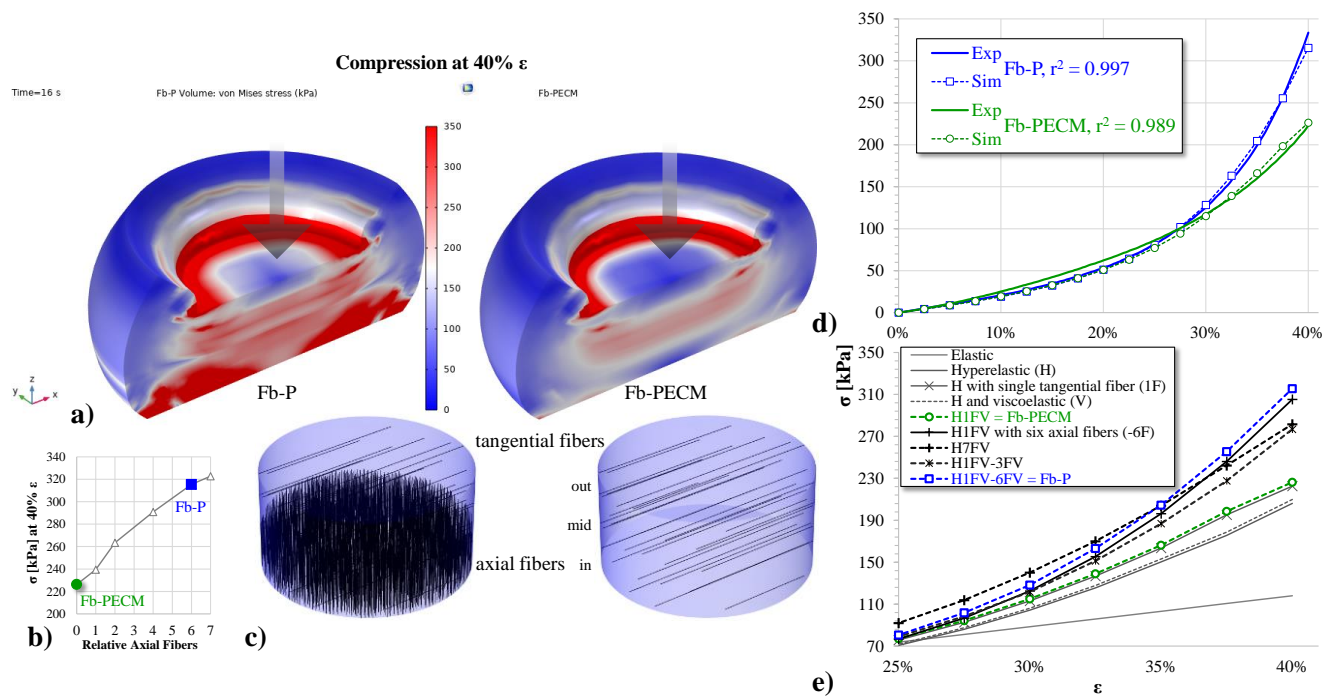 Compression at 40% ε
Time=16 s
Fb-P Volume: von Mises stress (kPa)
Fb-PECM
350
300
250
200
150
100
50
0
z
y
x
a)
Fb-P
Fb-PECM
340
320
300
280
260
240
220
200
σ [kPa] at 40% ε
Fb-P
Fb-PECM
0 1 2 3 4 5 6 7
Relative Axial Fibers
b)
tangential fibers
out
mid
axial fibers
in
c)
350
300
250
200
150
100
50
0
Exp
Fb-P, r² = 0.997
Sim
Exp
Fb-PECM, r² = 0.989
Sim
0% 10% 20% 30% 40%
d)
σ [kPa]
350
310
270
230
190
150
110
70
Elastic
Hyperelastic (H)
H with single tangential fiber (1F)
H and viscoelastic (V)
H1FV = Fb-PECM
H1FV with six axial fibers (-6F)
H7FV
H1FV-3FV
H1FV-6FV = Fb-P
25% 30% 35% 40%
ε
e)